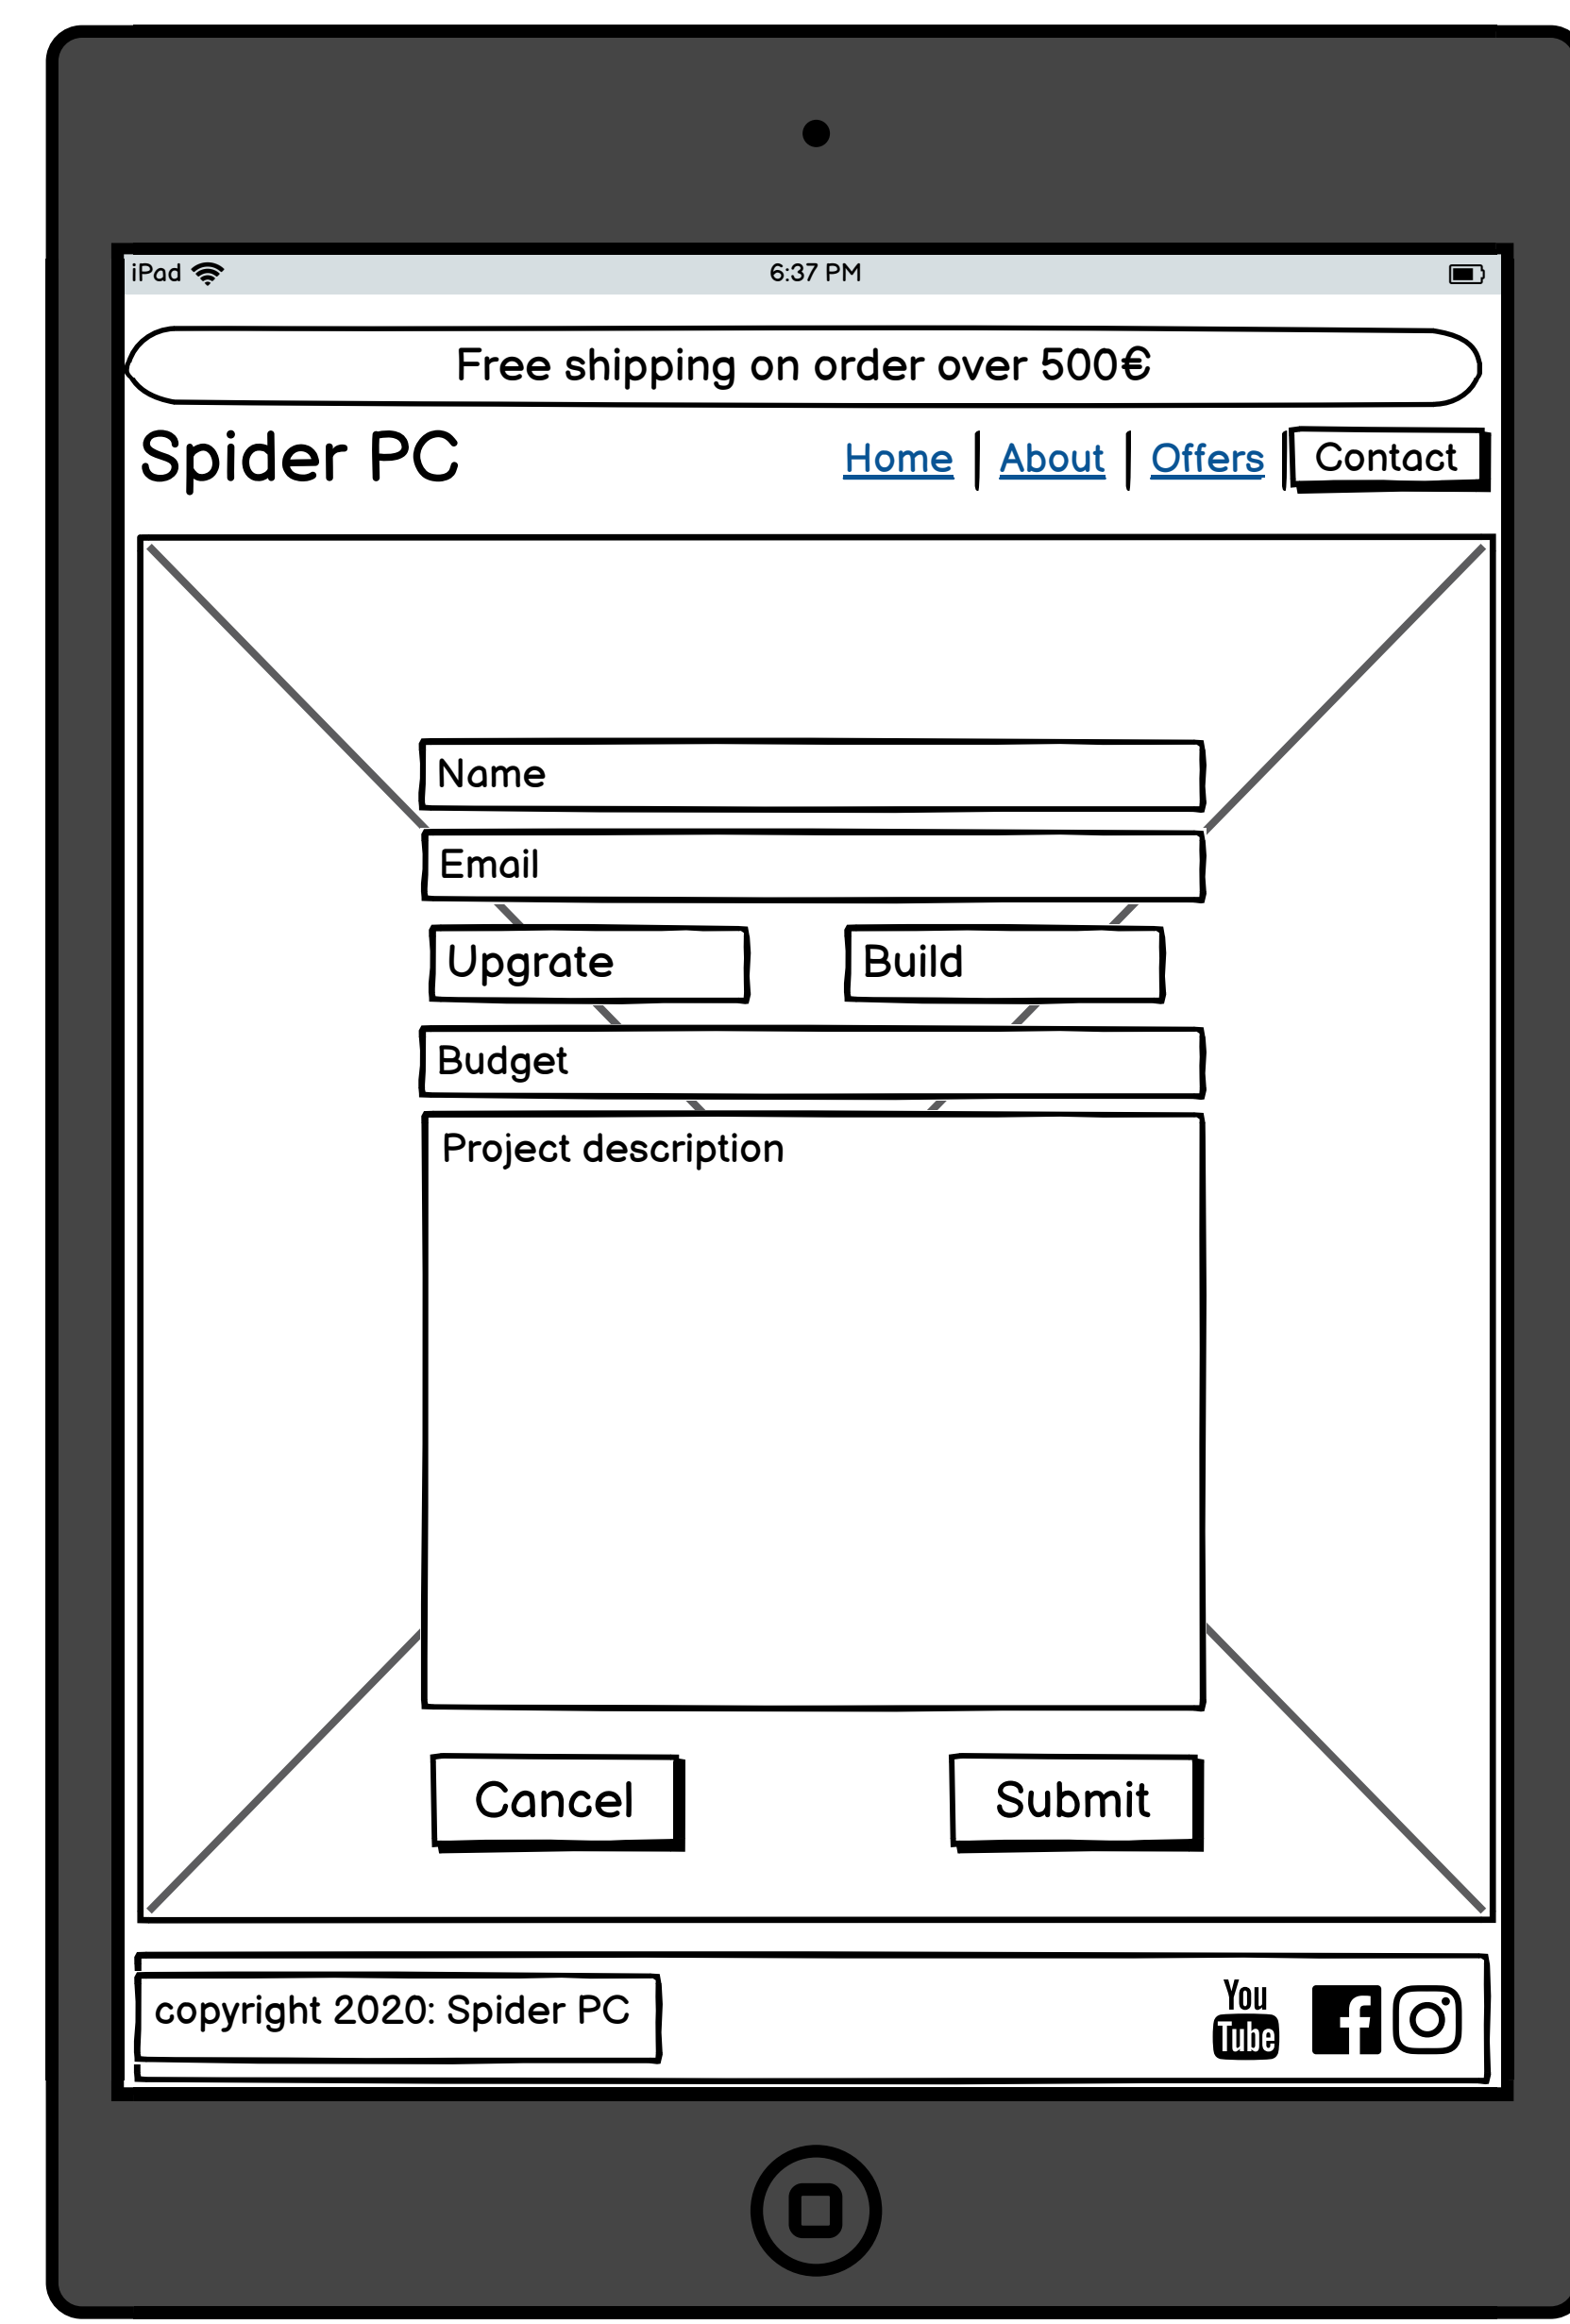 iPad 6:37 PM
Free shipping on order over 500€
Spider PC
Home About Offers Contact
Name
Email
Upgrate Build
Budget
Project description
Cancel Submit
copyright 2020: Spider PC
You
Tube